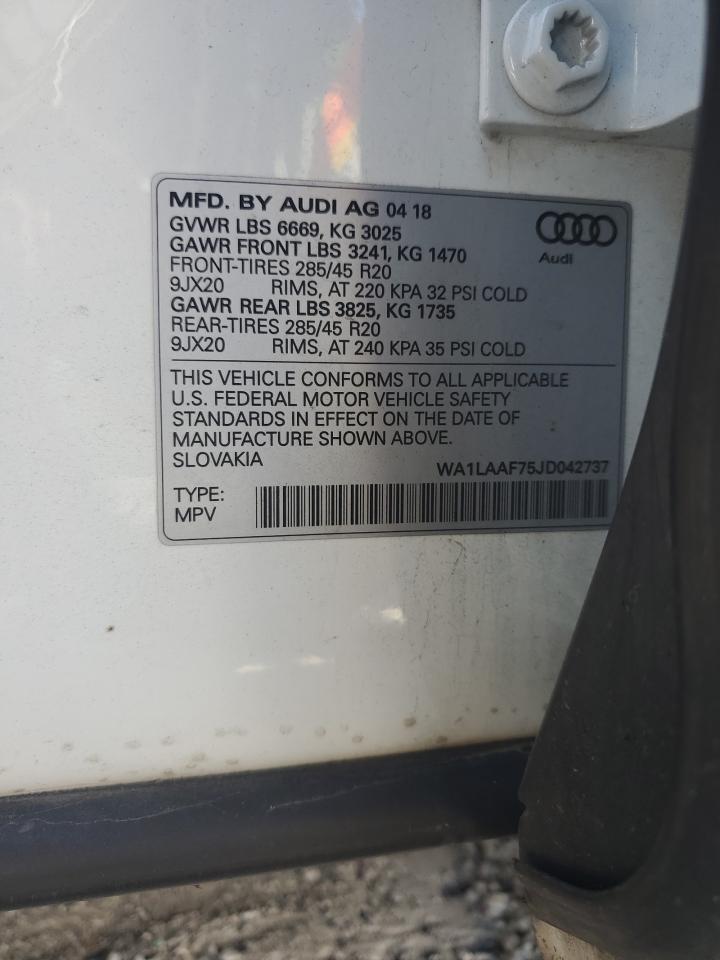 MFD. BY AUDI AG 04 18
GVWR LBS 6669, KG 3025
GAWR FRONT LBS 3241, KG 1470
FRONT-TIRES 285/45 R20
9JX20 RIMS, AT 220 KPA 32 PSI COLD
GAWR REAR LBS 3825, KG 1735
REAR-TIRES 285/45 R20
9JX20 RIMS, AT 240 KPA 35 PSI COLD
Audi
THIS VEHICLE CONFORMS TO ALL APPLICABLE
U.S. FEDERAL MOTOR VEHICLE SAFETY
STANDARDS IN EFFECT ON THE DATE OF
MANUFACTURE SHOWN ABOVE.
SLOVAKIA WA1LAAF75JD042737
TYPE:
MPV